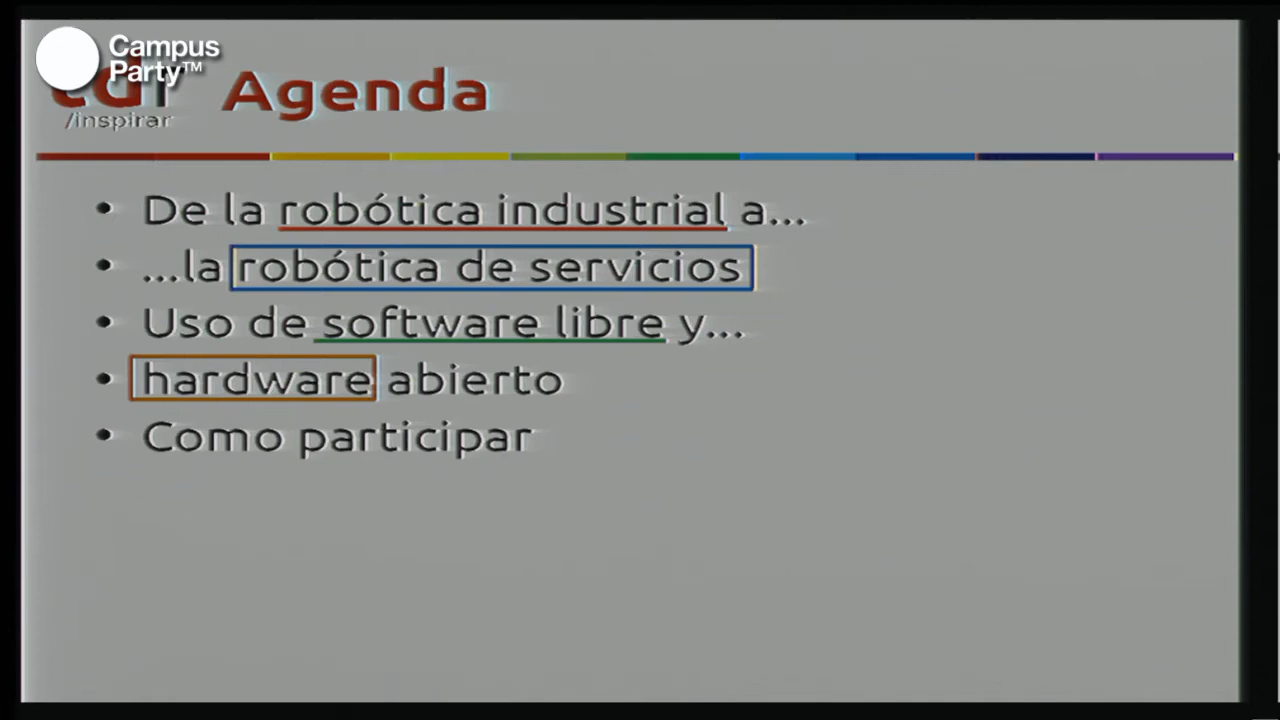 Campus
Party™
Agenda
/inspirar
• De la robótica industrial a...
• ...la robótica de servicios
• Uso de software libre y...
• hardware abierto
• Como participar